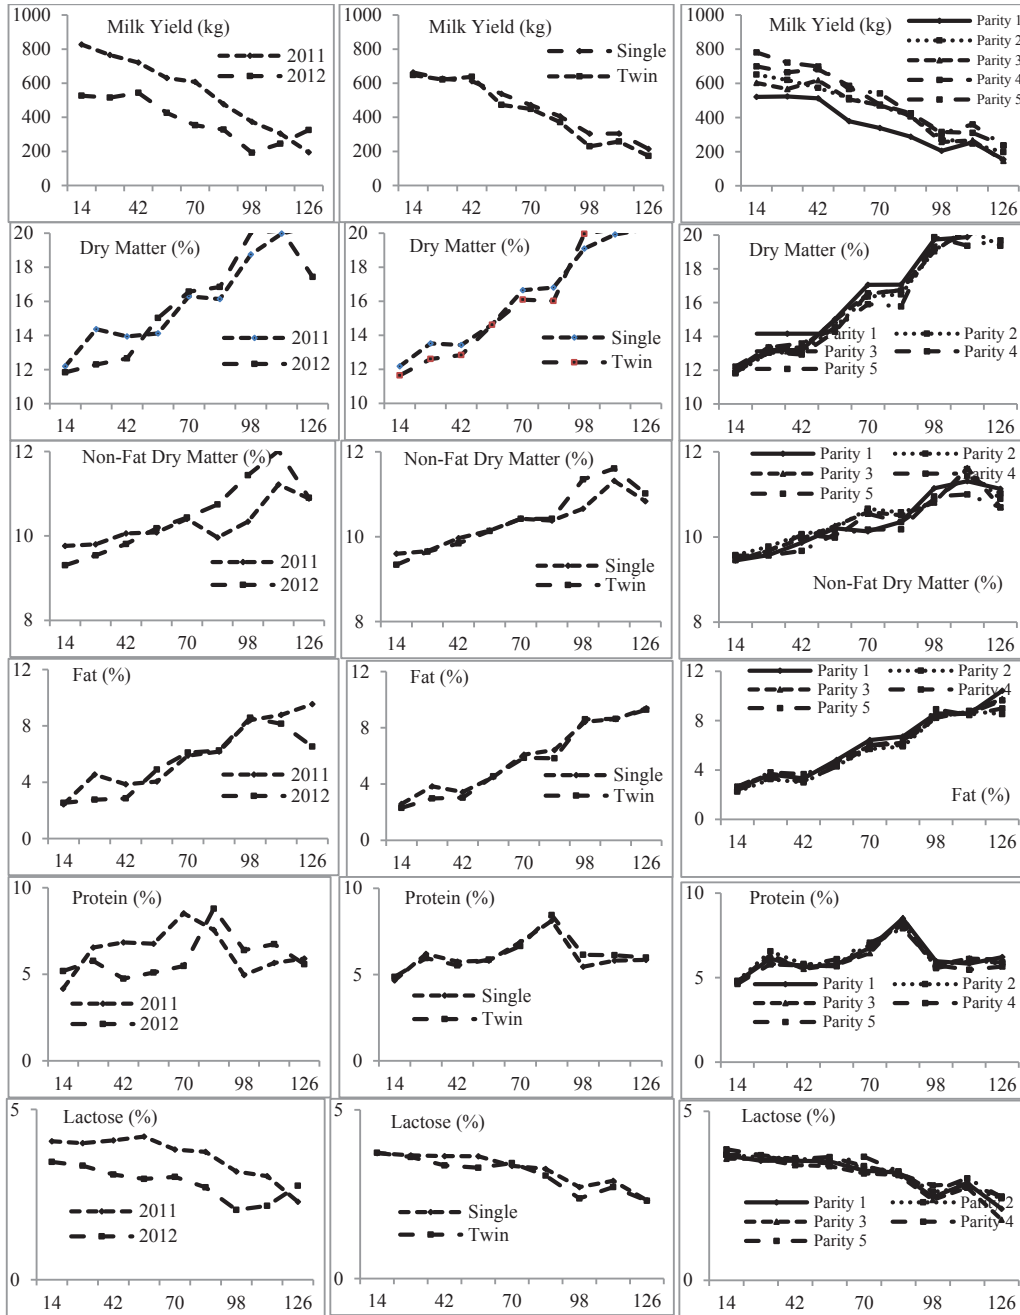 Milk Yield (kg)
1000
800
600
400
200
0
2011
2012
14 42 70 98 126
Milk Yield (kg)
1000
800
600
400
200
0
Single
Twin
14 42 70 98 126
Milk Yield (kg)
1000
800
600
400
200
0
Parity 1
Parity 2
Parity 3
Parity 4
Parity 5
14 42 70 98 126
Dry Matter (%)
20
18
16
14
12
10
2011
2012
14 42 70 98 126
Dry Matter (%)
20
18
16
14
12
10
Single
Twin
14 42 70 98 126
Dry Matter (%)
20
18
16
14
12
10
Parity 1 Parity 2
Parity 3 Parity 4
Parity 5
14 42 70 98 126
Non-Fat Dry Matter (%)
12
10
8
2011
2012
14 42 70 98 126
Non-Fat Dry Matter (%)
12
10
8
Single
Twin
14 42 70 98 126
12
10
8
Parity 1 Parity 2
Parity 3 Parity 4
Parity 5
Non-Fat Dry Matter (%)
14 42 70 98 126
Fat (%)
12
8
4
0
2011
2012
14 42 70 98 126
Fat (%)
12
8
4
0
Single
Twin
14 42 70 98 126
12
8
4
0
Parity 1 Parity 2
Parity 3 Parity 4
Parity 5
Fat (%)
14 42 70 98 126
Protein (%)
10
5
0
2011
2012
14 42 70 98 126
Protein (%)
10
5
0
Single
Twin
14 42 70 98 126
Protein (%)
10
5
0
Parity 1 Parity 2
Parity 3 Parity 4
Parity 5
14 42 70 98 126
Lactose (%)
5
0
2011
2012
14 42 70 98 126
Lactose (%)
5
0
Single
Twin
14 42 70 98 126
Lactose (%)
5
0
Parity 1 Parity 2
Parity 3 Parity 4
Parity 5
14 42 70 98 126